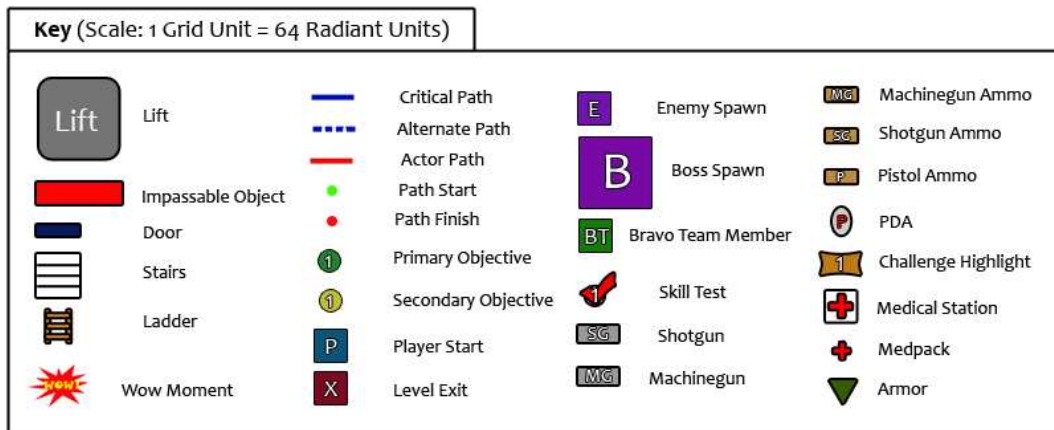 Key (Scale: 1 Grid Unit = 64 Radiant Units)
Lift
Lift
Impassable Object
Door
Stairs
Ladder
WOW!
Wow Moment
Critical Path
Alternate Path
Actor Path
Path Start
Path Finish
1
Primary Objective
1
Secondary Objective
P
Player Start
X
Level Exit
E
Enemy Spawn
B
Boss Spawn
BT
Bravo Team Member
1
Skill Test
SG
Shotgun
MG
Machinegun
MG
Machinegun Ammo
SG
Shotgun Ammo
P
Pistol Ammo
P
PDA
1
Challenge Highlight
Medical Station
Medpack
Armor